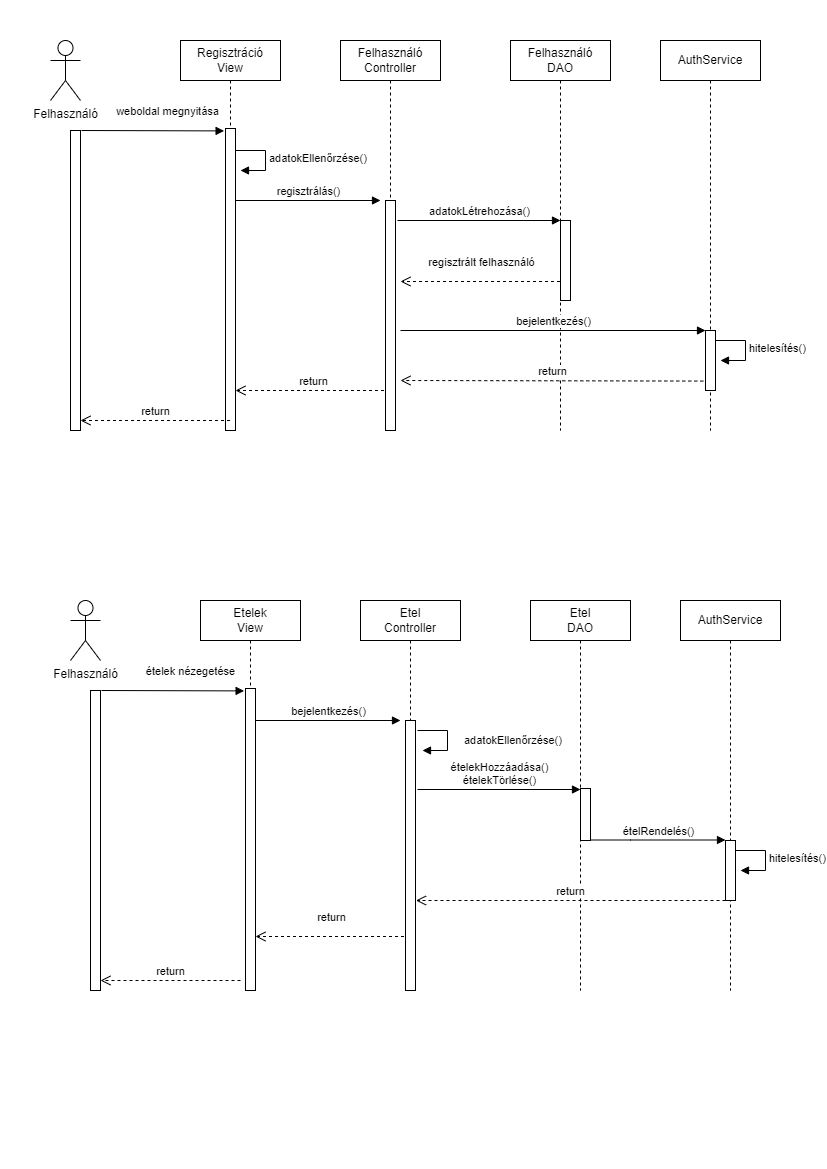 Regisztráció
View
Felhasználó
Controller
Felhasználó
DAO
AuthService
Felhasználó
weboldal megnyitása
adatokEllenőrzése()
regisztrálás()
adatokLétrehozása()
regisztrált felhasználó
bejelentkezés()
hitelesítés()
return
return
return
Etelek
View
Etel
Controller
Etel
DAO
AuthService
Felhasználó
ételek nézegetése
bejelentkezés()
adatokEllenőrzése()
ételekHozzáadása()
ételekTörlése()
ételRendelés()
hitelesítés()
return
return
return